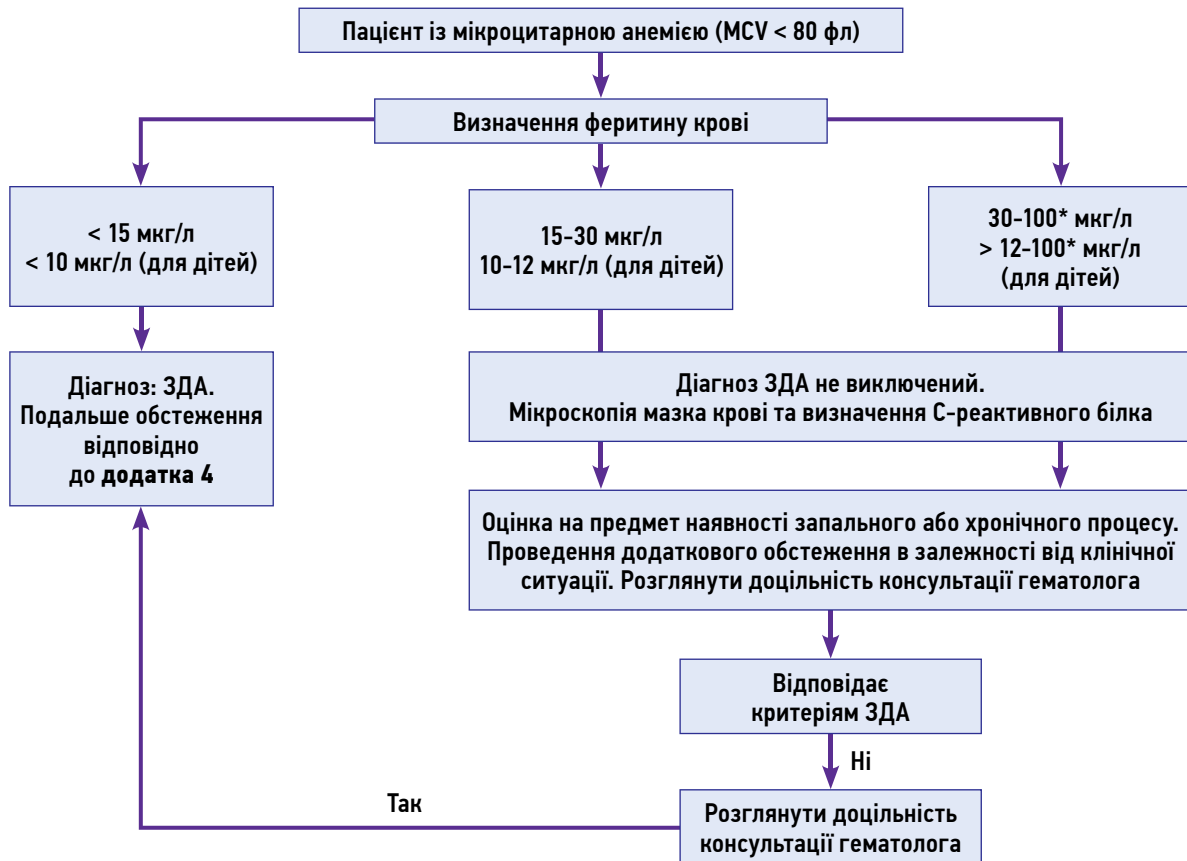 Пацієнт із мікроцитарною анемією (MCV < 80 фл)
Визначення феритину крові
< 15 мкг/л
< 10 мкг/л (для дітей)
15-30 мкг/л
10-12 мкг/л (для дітей)
30-100* мкг/л
> 12-100* мкг/л
(для дітей)
Діагноз: ЗДА.
Подальше обстеження
відповідно
до додатка 4
Діагноз ЗДА не виключений.
Мікроскопія мазка крові та визначення С-реактивного білка
Оцінка на предмет наявності запального або хронічного процесу.
Проведення додаткового обстеження в залежності від клінічної
ситуації. Розглянути доцільність консультації гематолога
Відповідає
критеріям ЗДА
Ні
Так
Розглянути доцільність
консультації гематолога